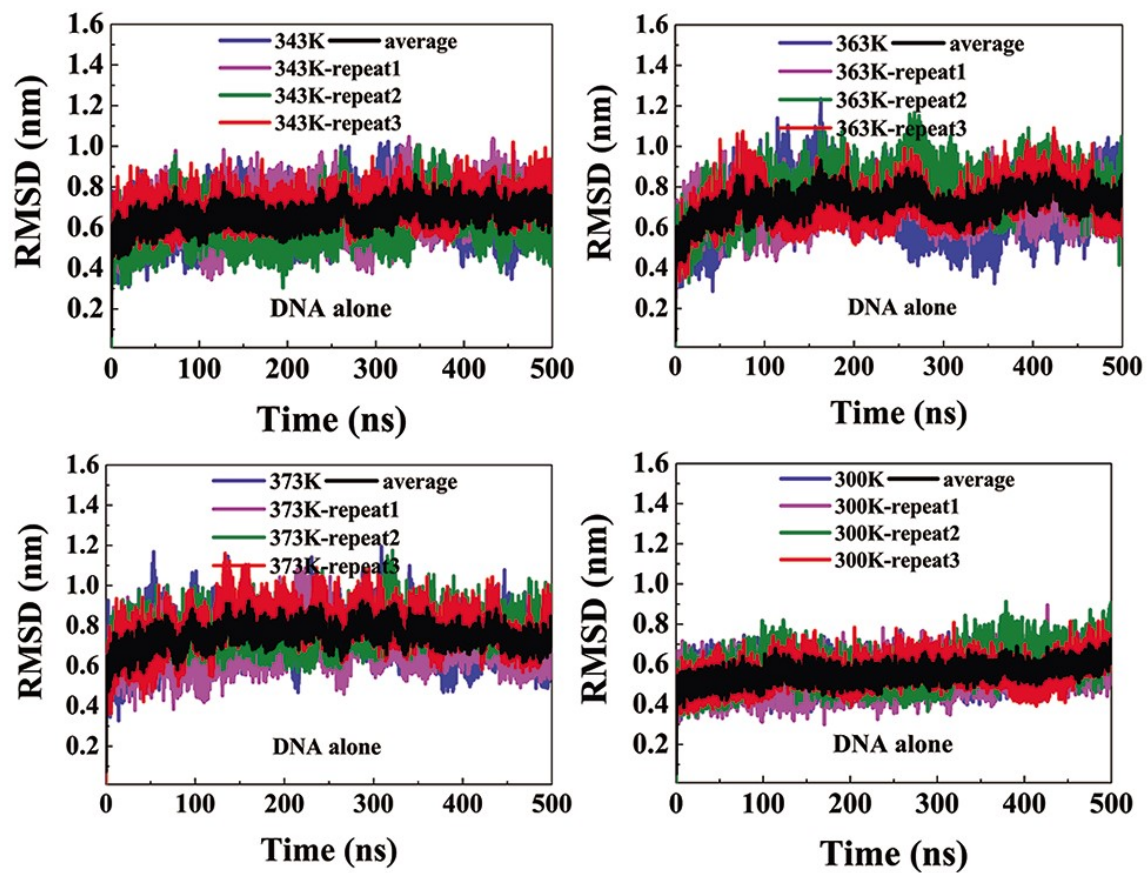 1.6
1.4
1.2
1.0
0.8
0.6
0.4
0.2
RMSD (nm)
343K average
343K-repeat1
343K-repeat2
343K-repeat3
DNA alone
0 100 200 300 400 500
Time (ns)
1.6
1.4
1.2
1.0
0.8
0.6
0.4
0.2
RMSD (nm)
363K average
363K-repeat1
363K-repeat2
363K-repeat3
DNA alone
0 100 200 300 400 500
Time (ns)
1.6
1.4
1.2
1.0
0.8
0.6
0.4
0.2
RMSD (nm)
373K average
373K-repeat1
373K-repeat2
373K-repeat3
DNA alone
0 100 200 300 400 500
Time (ns)
1.6
1.4
1.2
1.0
0.8
0.6
0.4
0.2
RMSD (nm)
300K average
300K-repeat1
300K-repeat2
300K-repeat3
DNA alone
0 100 200 300 400 500
Time (ns)